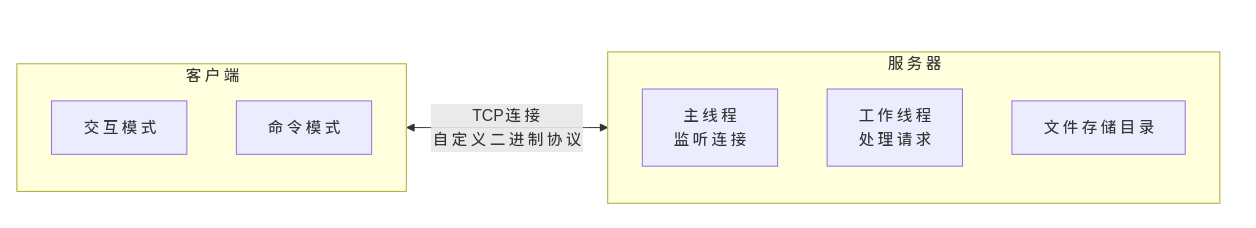 客户端
交互模式
命令模式
TCP连接
自定义二进制协议
服务器
主线程
监听连接
工作线程
处理请求
文件存储目录